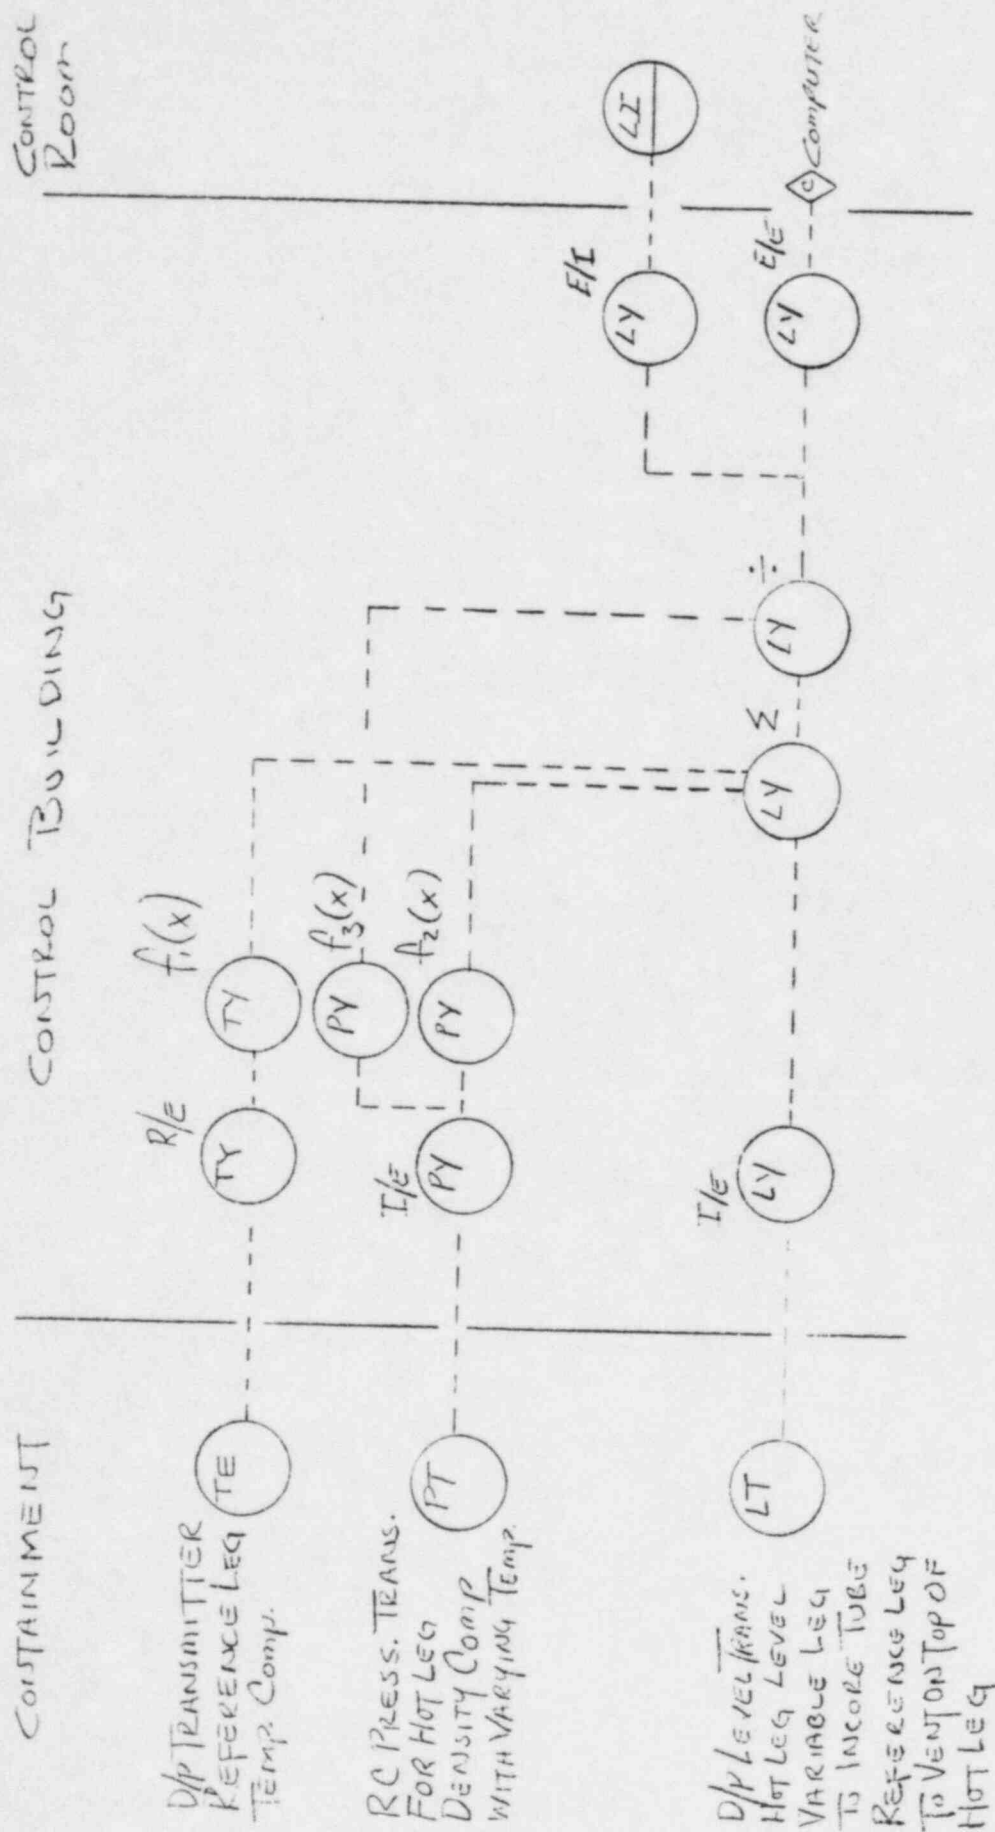 CONTAINMENT
CONTROL BUILDING
CONTROL
ROOM
D/P TRANSMITTER
REFERENCE LEG
TEMP. COMP.
TE
R/E
TY
TY
f₁(x)
RC PRESS. TRANS.
FOR HOT LEG
DENSITY COMP
WITH VARYING TEMP.
PT
I/E
PY
PY
f₃(x)
PY
f₂(x)
D/P LEVEL TRANS.
HOT LEG LEVEL
VARIABLE LEG
TO INCORE TUBE
REFERENCE LEG
TO VENT ON TOP OF
HOT LEG
LT
I/E
LY
LY
Σ
LY
÷
LY
E/I
LI
LY
E/E
C
COMPUTER